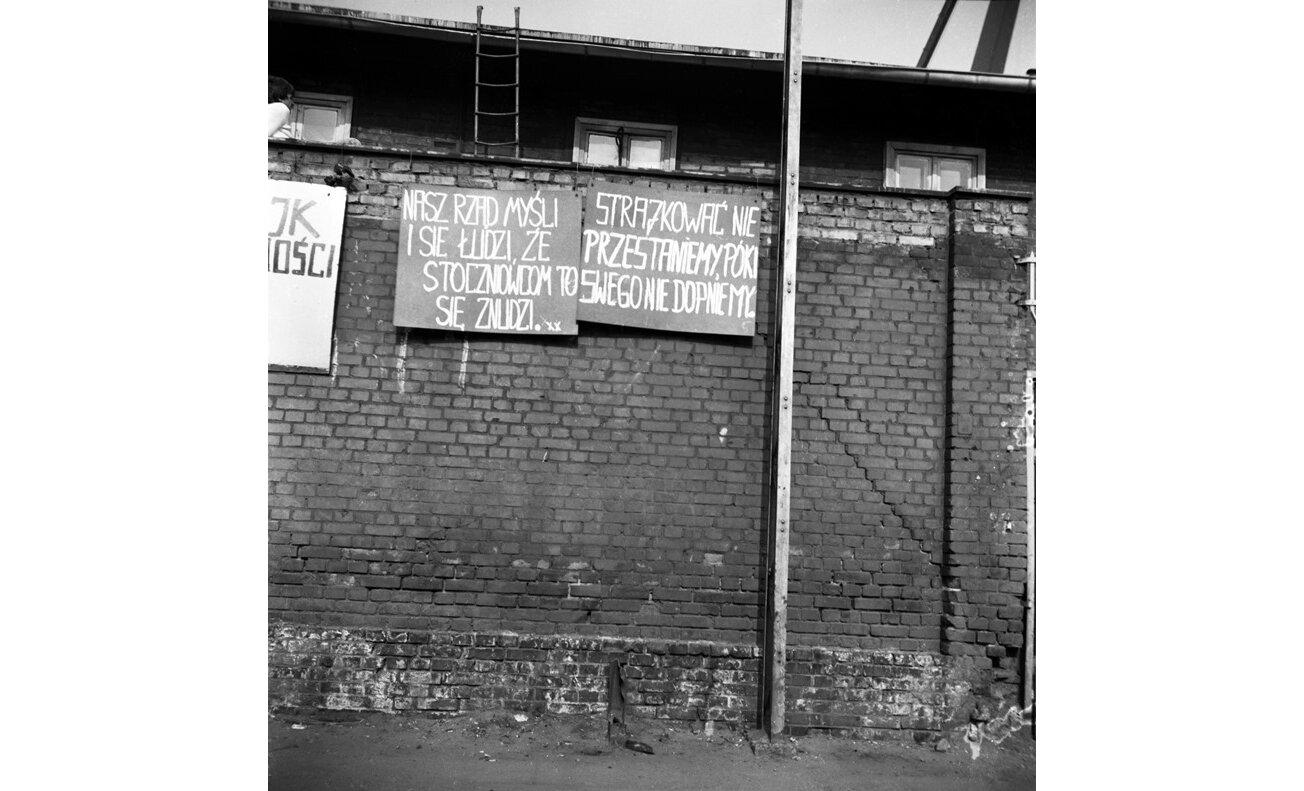 JK
OŚCI
NASZ RZĄD MYŚLI
I SIĘ ŁUDZI, ŻE
STOCZNIOWCOM TO
SIĘ ZNUDZI.
STRAJKOWAĆ NIE
PRZESTANIEMY, PÓKI
SWEGO NIE DOPNIEMY.